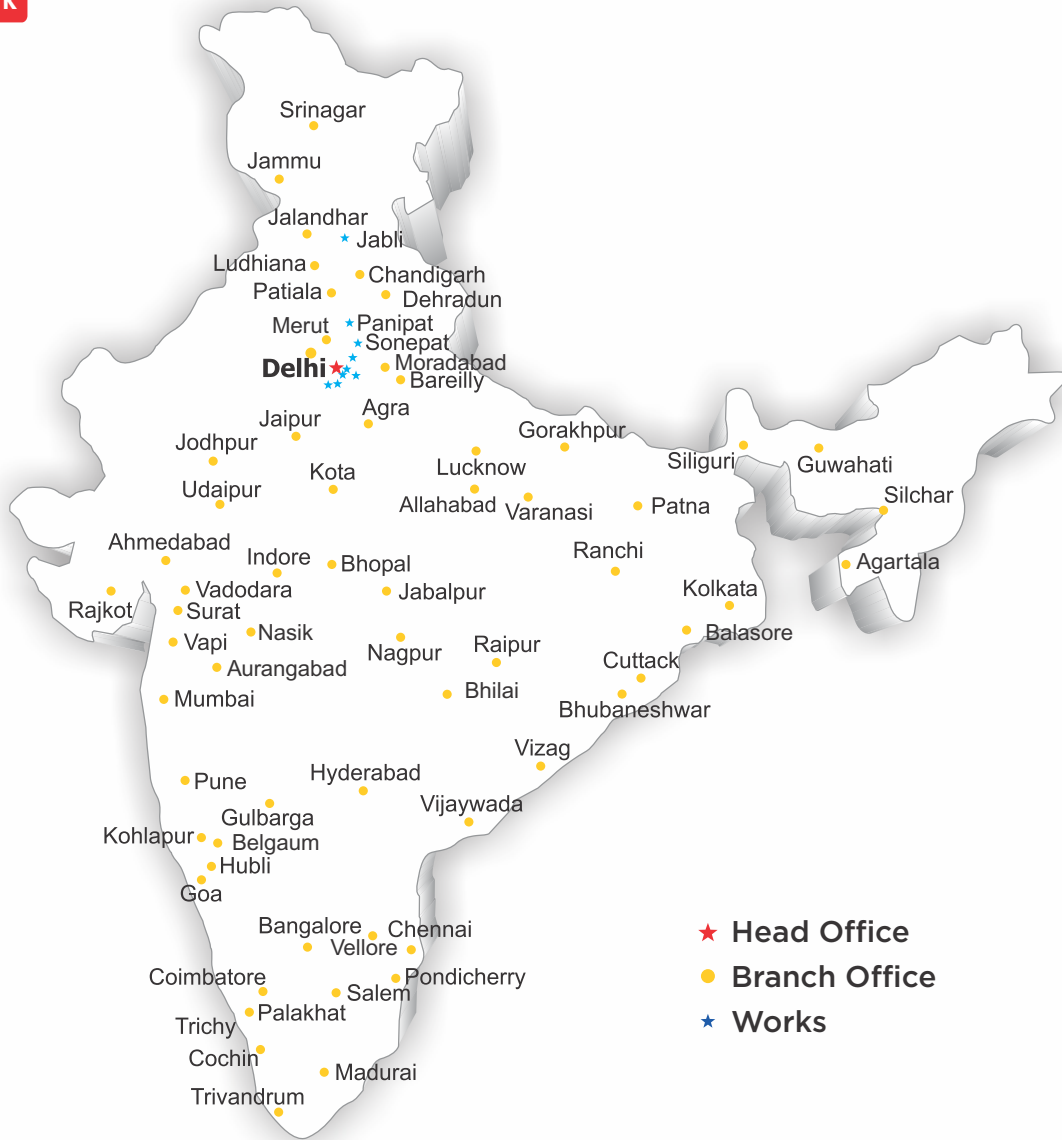 K
Srinagar
Jammu
Jalandhar
Jabli
Ludhiana
Chandigarh
Patiala
Dehradun
Merut
Panipat
Sonepat
Delhi
Moradabad
Bareilly
Agra
Jaipur
Gorakhpur
Jodhpur
Siliguri
Guwahati
Kota
Lucknow
Udaipur
Silchar
Allahabad
Varanasi
Patna
Ahmedabad
Indore
Bhopal
Ranchi
Agartala
Vadodara
Jabalpur
Kolkata
Rajkot
Surat
Nasik
Balasore
Vapi
Nagpur
Raipur
Cuttack
Aurangabad
Bhilai
Mumbai
Bhubaneshwar
Vizag
Hyderabad
Pune
Vijaywada
Gulbarga
Kohlapur
Belgaum
Hubli
Goa
Bangalore
Chennai
Vellore
Coimbatore
Pondicherry
Salem
Palakhat
Trichy
Cochin
Madurai
Trivandrum
Head Office
Branch Office
Works